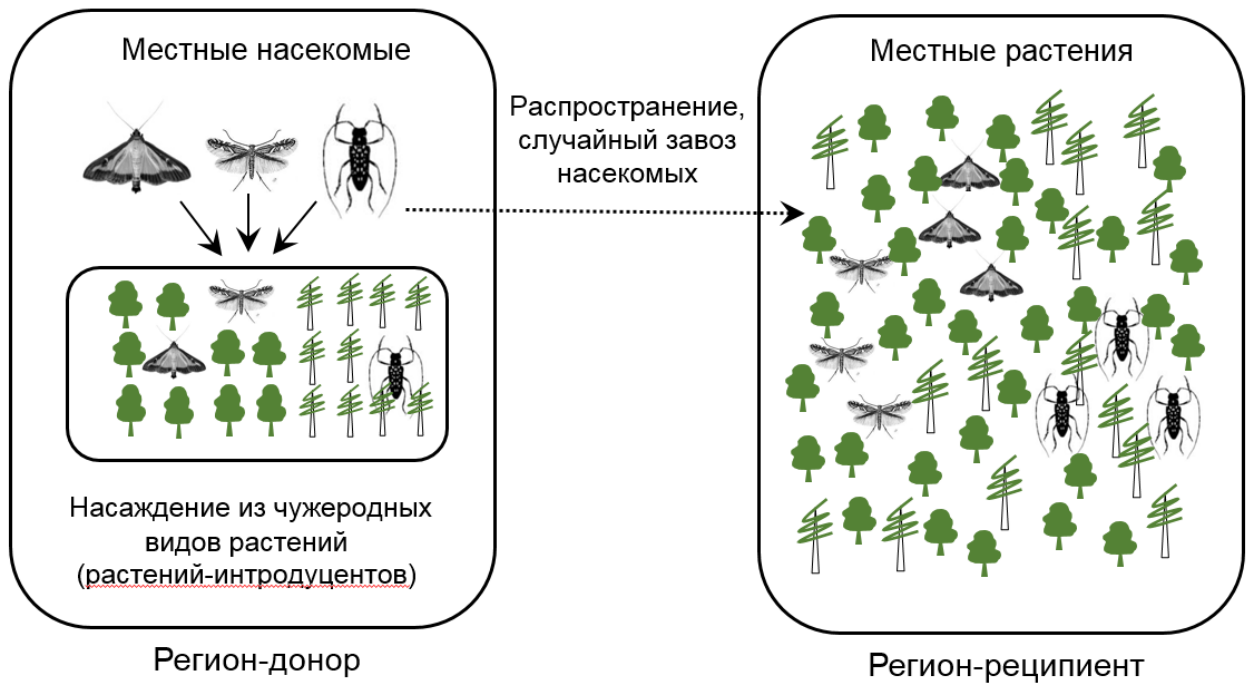 Местные насекомые
Распространение,
случайный завоз
насекомых
Местные растения
Насаждение из чужеродных
видов растений
(растений-интродуцентов)
Регион-донор
Регион-реципиент